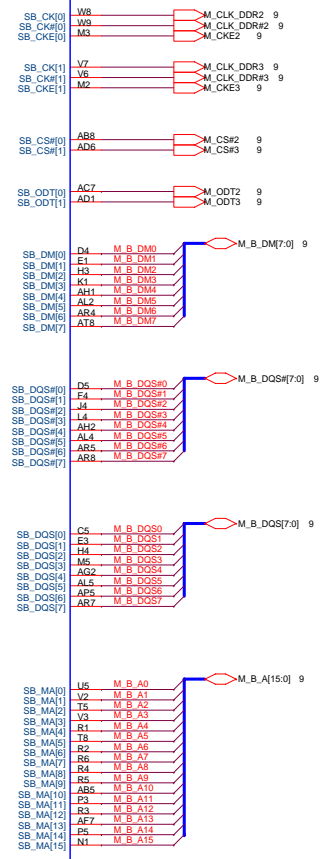 SB_CK[0] W8 M_CLK_DDR2 9
SB_CK#[0] W9 M_CLK_DDR#2 9
SB_CKE[0] M3 M_CKE2 9
SB_CK[1] V7 M_CLK_DDR3 9
SB_CK#[1] V6 M_CLK_DDR#3 9
SB_CKE[1] M2 M_CKE3 9
SB_CS#[0] AB8 M_CS#2 9
SB_CS#[1] AD6 M_CS#3 9
SB_ODT[0] AC7 M_ODT2 9
SB_ODT[1] AD1 M_ODT3 9
M_B_DM[7:0] 9
SB_DM[0] D4 M_B_DM0
SB_DM[1] E1 M_B_DM1
SB_DM[2] H3 M_B_DM2
SB_DM[3] K1 M_B_DM3
SB_DM[4] AH1 M_B_DM4
SB_DM[5] AL2 M_B_DM5
SB_DM[6] AR4 M_B_DM6
SB_DM[7] AT8 M_B_DM7
M_B_DQS#[7:0] 9
SB_DQS#[0] D5 M_B_DQS#0
SB_DQS#[1] F4 M_B_DQS#1
SB_DQS#[2] J4 M_B_DQS#2
SB_DQS#[3] L4 M_B_DQS#3
SB_DQS#[4] AH2 M_B_DQS#4
SB_DQS#[5] AL4 M_B_DQS#5
SB_DQS#[6] AR5 M_B_DQS#6
SB_DQS#[7] AR8 M_B_DQS#7
M_B_DQS[7:0] 9
SB_DQS[0] C5 M_B_DQS0
SB_DQS[1] E3 M_B_DQS1
SB_DQS[2] H4 M_B_DQS2
SB_DQS[3] M5 M_B_DQS3
SB_DQS[4] AG2 M_B_DQS4
SB_DQS[5] AL5 M_B_DQS5
SB_DQS[6] AP5 M_B_DQS6
SB_DQS[7] AR7 M_B_DQS7
M_B_A[15:0] 9
SB_MA[0] U5 M_B_A0
SB_MA[1] V2 M_B_A1
SB_MA[2] T5 M_B_A2
SB_MA[3] V3 M_B_A3
SB_MA[4] R1 M_B_A4
SB_MA[5] T8 M_B_A5
SB_MA[6] R2 M_B_A6
SB_MA[7] R6 M_B_A7
SB_MA[8] R4 M_B_A8
SB_MA[9] R5 M_B_A9
SB_MA[10] AB5 M_B_A10
SB_MA[11] P3 M_B_A11
SB_MA[12] R3 M_B_A12
SB_MA[13] AF7 M_B_A13
SB_MA[14] P5 M_B_A14
SB_MA[15] N1 M_B_A15